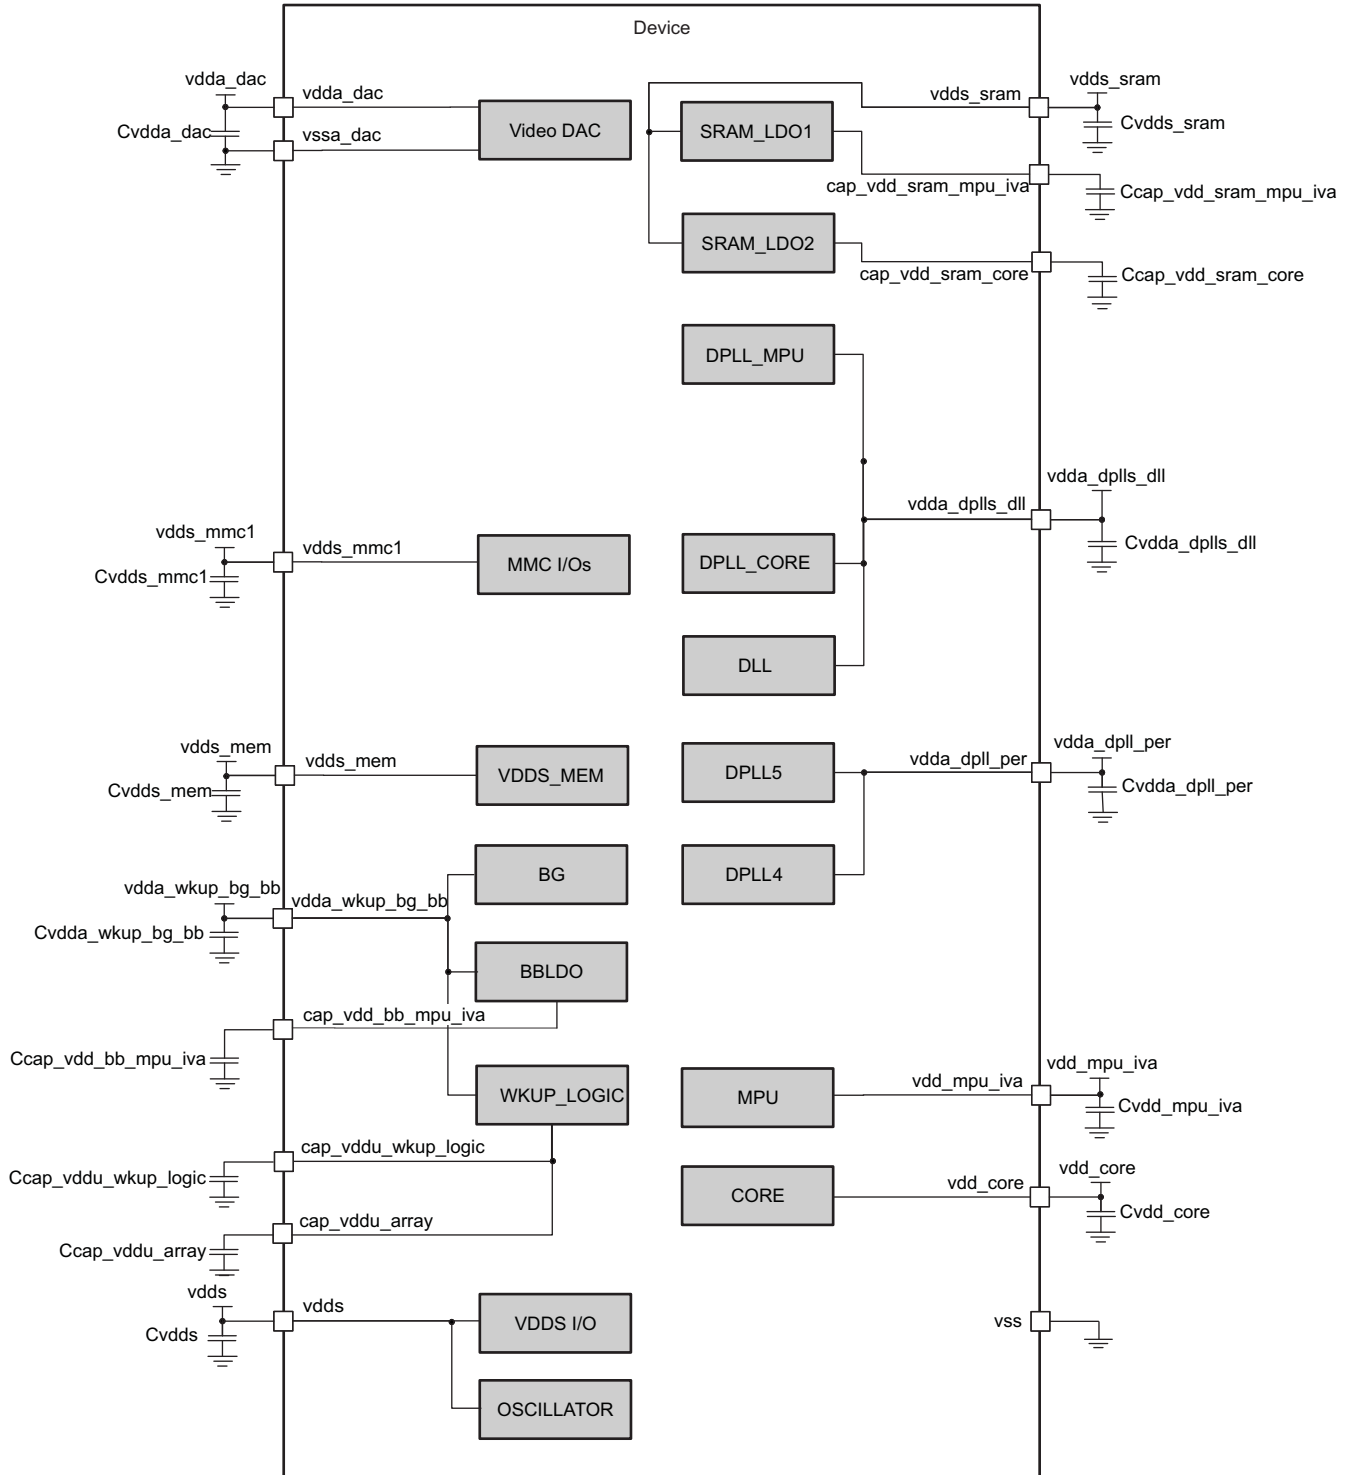 Device
vdda_dac
vdda_dac
Cvdda_dac
vssa_dac
Video DAC
vdds_sram
vdds_sram
Cvdds_sram
SRAM_LDO1
cap_vdd_sram_mpu_iva
Ccap_vdd_sram_mpu_iva
SRAM_LDO2
cap_vdd_sram_core
Ccap_vdd_sram_core
DPLL_MPU
vdda_dplls_dll
vdda_dplls_dll
Cvdda_dplls_dll
vdds_mmc1
vdds_mmc1
Cvdds_mmc1
MMC I/Os
DPLL_CORE
DLL
vdds_mem
vdds_mem
Cvdds_mem
VDDS_MEM
DPLL5
vdda_dpll_per
vdda_dpll_per
Cvdda_dpll_per
BG
DPLL4
vdda_wkup_bg_bb
vdda_wkup_bg_bb
Cvdda_wkup_bg_bb
BBLDO
cap_vdd_bb_mpu_iva
Ccap_vdd_bb_mpu_iva
WKUP_LOGIC
MPU
vdd_mpu_iva
vdd_mpu_iva
Cvdd_mpu_iva
cap_vddu_wkup_logic
Ccap_vddu_wkup_logic
CORE
vdd_core
vdd_core
Cvdd_core
cap_vddu_array
Ccap_vddu_array
vdds
vdds
Cvdds
VDDS I/O
vss
OSCILLATOR